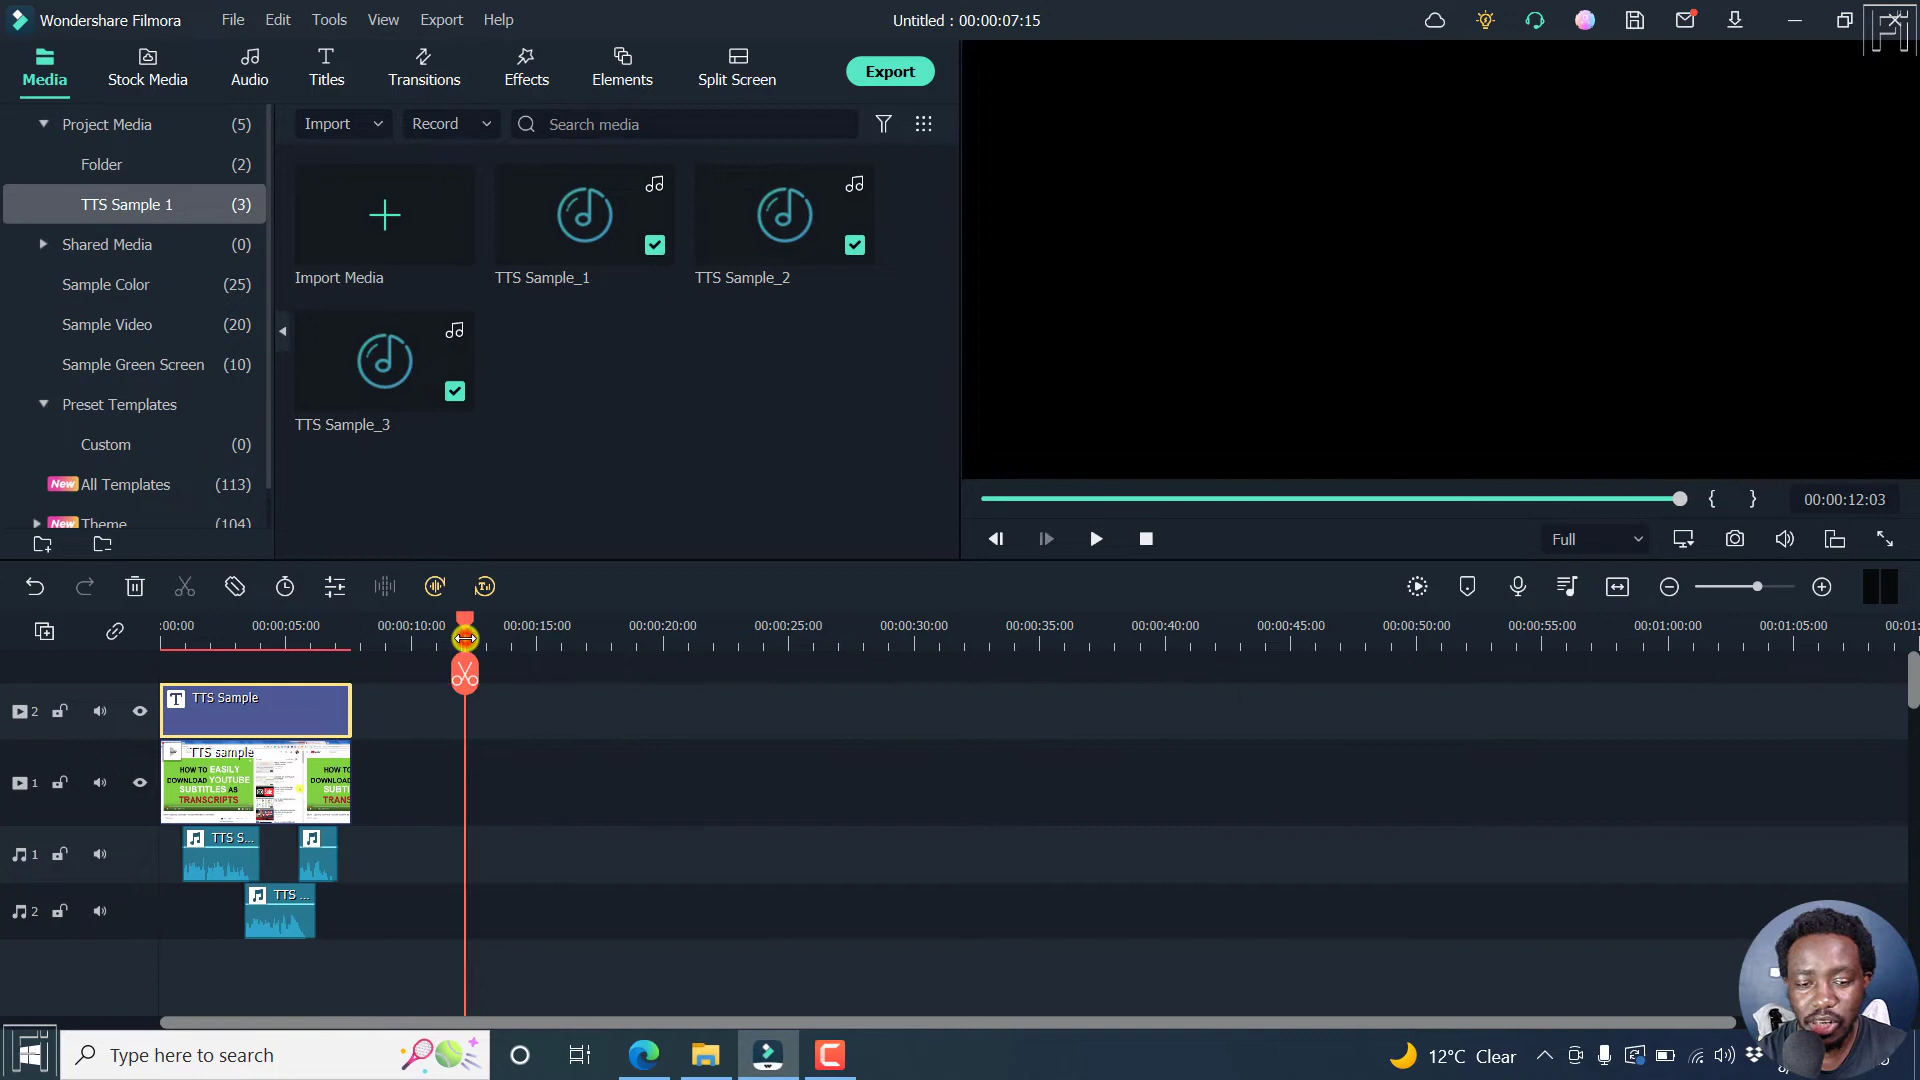 Wondershare Filmora
File
Edit
Tools
View
Export
Help
Untitled : 00:00:07:15
Media
Stock Media
Audio
Titles
Transitions
Effects
Elements
Split Screen
Export
Project Media (5)
Folder (2)
TTS Sample 1 (3)
Shared Media (0)
Sample Color (25)
Sample Video (20)
Sample Green Screen (10)
Preset Templates
Custom (0)
New All Templates (113)
New Theme (104)
Import
Record
Search media
Import Media
TTS Sample_1
TTS Sample_2
TTS Sample_3
00:00:12:03
Full
:00:00
00:00:05:00
00:00:10:00
00:00:15:00
00:00:20:00
00:00:25:00
00:00:30:00
00:00:35:00
00:00:40:00
00:00:45:00
00:00:50:00
00:00:55:00
00:01:00:00
00:01:05:00
00:01:
2
T TTS Sample
1
TTS sample
HOW TO EASILY
DOWNLOAD YOUTUBE
SUBTITLES AS
TRANSCRIPTS
1
TTS S...
2
TTS ...
Type here to search
12°C Clear